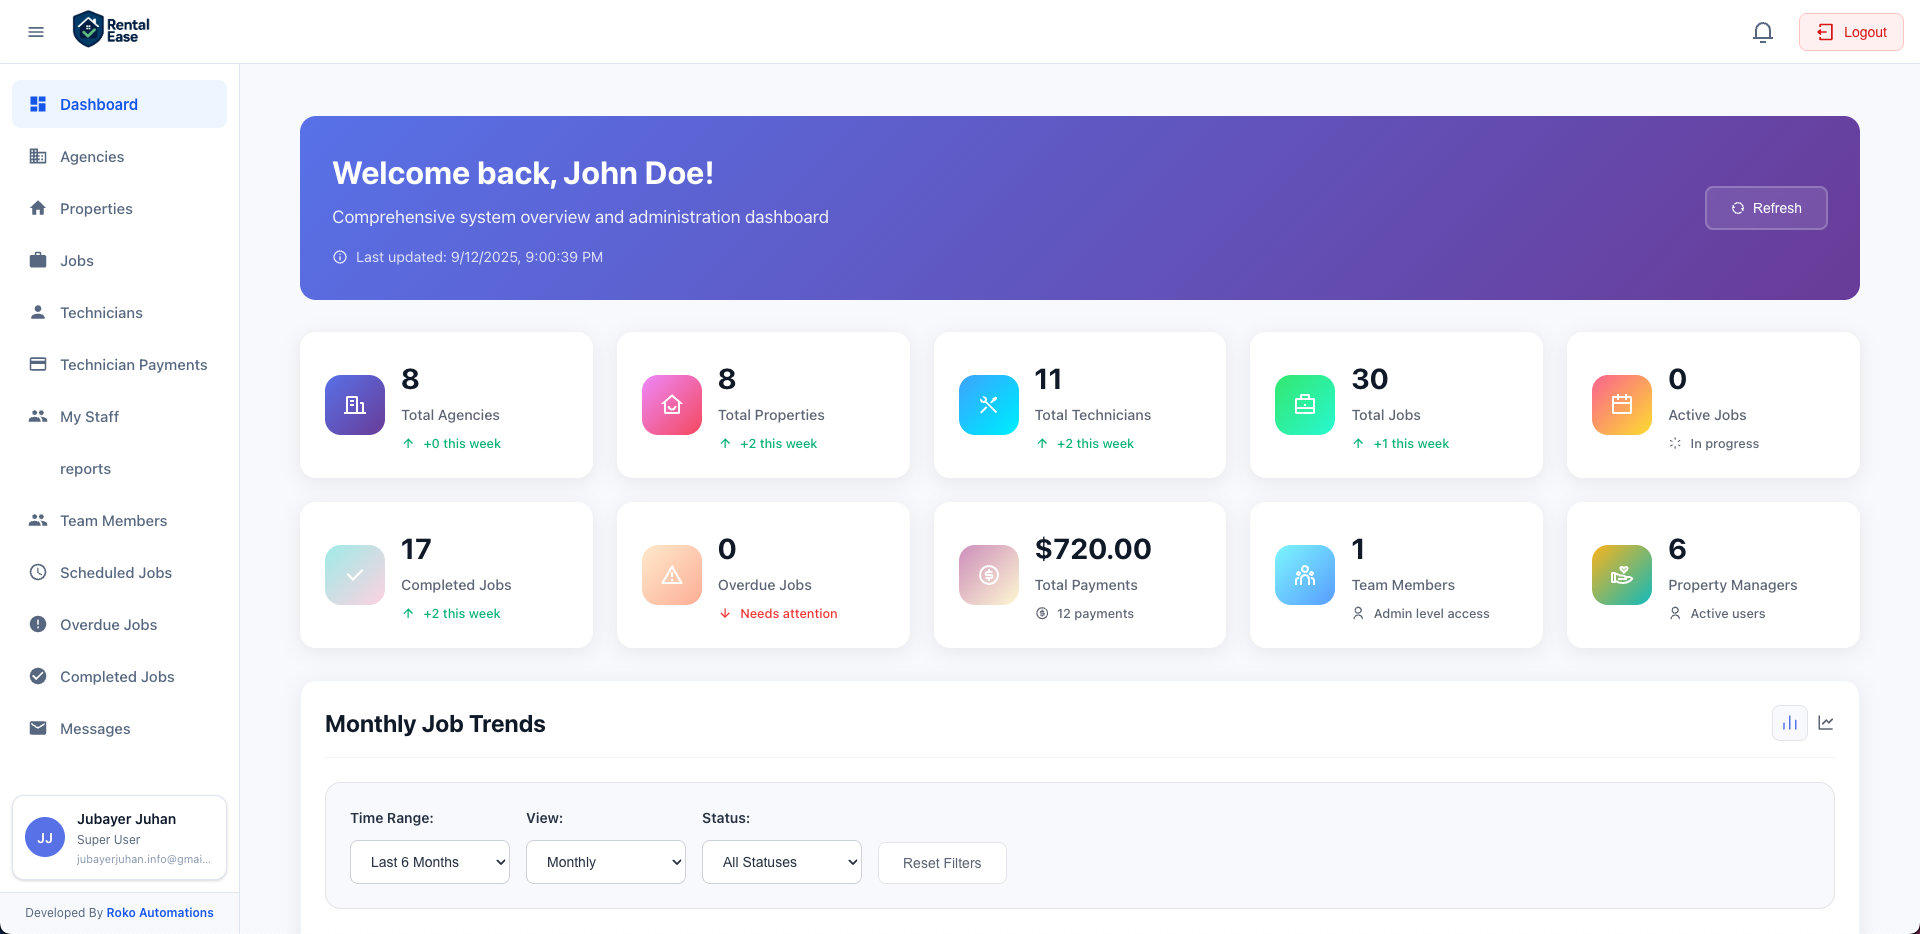 Rental
Ease
Logout
Dashboard
Agencies
Properties
Jobs
Technicians
Technician Payments
My Staff
reports
Team Members
Scheduled Jobs
Overdue Jobs
Completed Jobs
Messages
JJ
Jubayer Juhan
Super User
jubayerjuhan.info@gmai...
Developed By Roko Automations
Welcome back, John Doe!
Comprehensive system overview and administration dashboard
Last updated: 9/12/2025, 9:00:39 PM
Refresh
8
Total Agencies
+0 this week
8
Total Properties
+2 this week
11
Total Technicians
+2 this week
30
Total Jobs
+1 this week
0
Active Jobs
In progress
17
Completed Jobs
+2 this week
0
Overdue Jobs
Needs attention
$720.00
Total Payments
12 payments
1
Team Members
Admin level access
6
Property Managers
Active users
Monthly Job Trends
Time Range:
View:
Status:
Last 6 Months
Monthly
All Statuses
Reset Filters